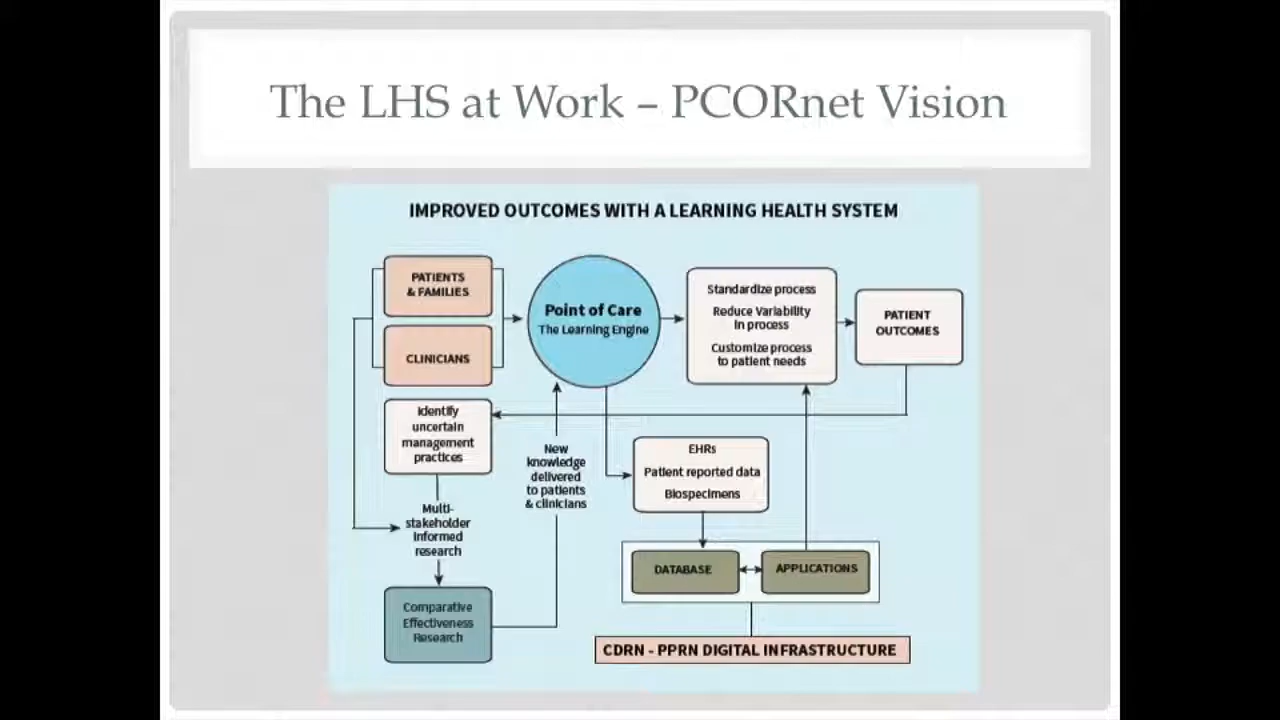 The LHS at Work – PCORnet Vision
IMPROVED OUTCOMES WITH A LEARNING HEALTH SYSTEM
PATIENTS
& FAMILIES
CLINICIANS
Point of Care
The Learning Engine
Standardize process
Reduce Variability
in process
Customize process
to patient needs
PATIENT
OUTCOMES
Identify
uncertain
management
practices
New
knowledge
delivered
to patients
& clinicians
EHRs
Patient reported data
Biospecimens
Multi-
stakeholder
informed
research
DATABASE
APPLICATIONS
Comparative
Effectiveness
Research
CDRN - PPRN DIGITAL INFRASTRUCTURE